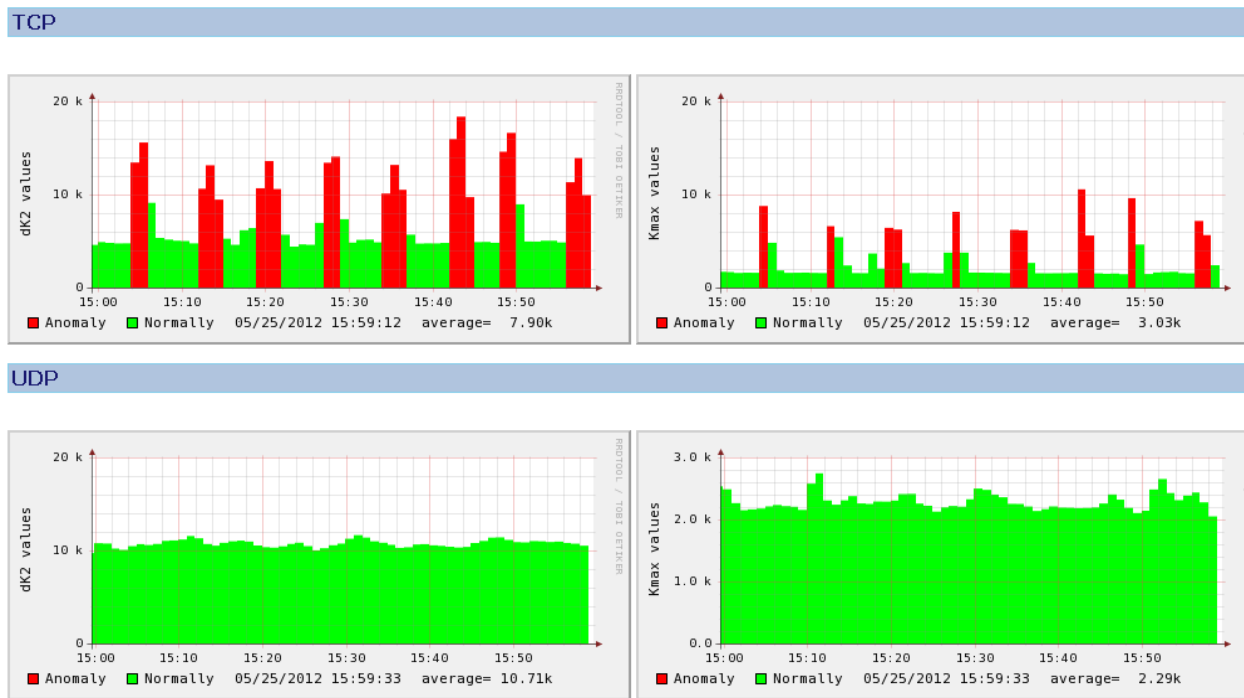 TCP
20 k
10 k
0
dK2 values
15:00 15:10 15:20 15:30 15:40 15:50
Anomaly Normally 05/25/2012 15:59:12 average= 7.90k
RRDTOOL / TOBI OETIKER
20 k
10 k
0
Kmax values
15:00 15:10 15:20 15:30 15:40 15:50
Anomaly Normally 05/25/2012 15:59:12 average= 3.03k
UDP
20 k
10 k
0
dK2 values
15:00 15:10 15:20 15:30 15:40 15:50
Anomaly Normally 05/25/2012 15:59:33 average= 10.71k
RRDTOOL / TOBI OETIKER
3.0 k
2.0 k
1.0 k
0.0
Kmax values
15:00 15:10 15:20 15:30 15:40 15:50
Anomaly Normally 05/25/2012 15:59:33 average= 2.29k